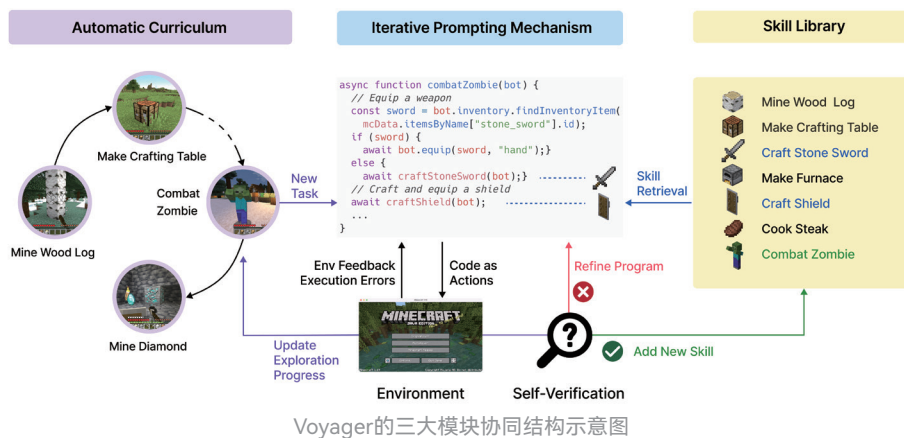 Automatic Curriculum
Iterative Prompting Mechanism
Skill Library
Make Crafting Table
Combat
Zombie
Mine Wood Log
Mine Diamond
New
Task
async function combatZombie(bot) {
// Equip a weapon
const sword = bot.inventory.findInventoryItem(
mcData.itemsByName["stone_sword"].id);
if (sword) {
await bot.equip(sword, "hand");}
else {
await craftStoneSword(bot);}
// Craft and equip a shield
await craftShield(bot);
...
}
Skill
Retrieval
Mine Wood Log
Make Crafting Table
Craft Stone Sword
Make Furnace
Craft Shield
Cook Steak
Combat Zombie
Env Feedback
Execution Errors
Code as
Actions
Refine Program
Update
Exploration
Progress
MINECRAFT
Add New Skill
Environment
Self-Verification
Voyager的三大模块协同结构示意图